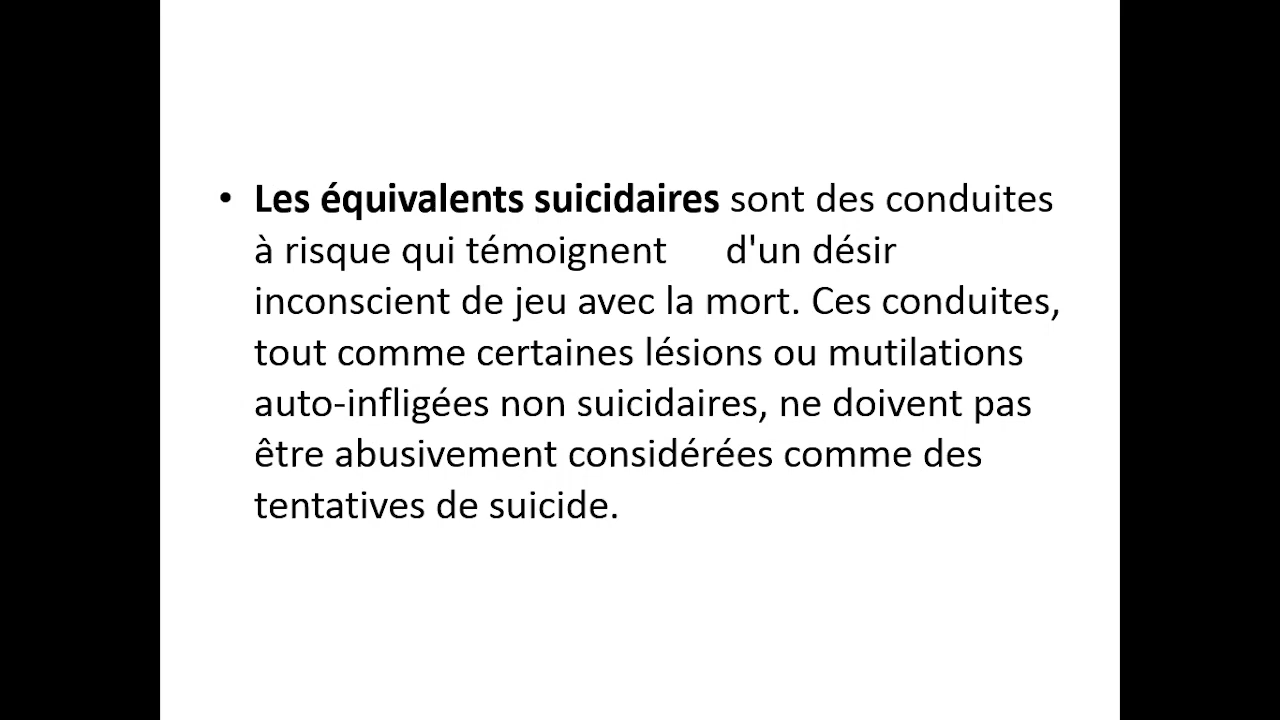 • Les équivalents suicidaires sont des conduites
à risque qui témoignent d'un désir
inconscient de jeu avec la mort. Ces conduites,
tout comme certaines lésions ou mutilations
auto-infligées non suicidaires, ne doivent pas
être abusivement considérées comme des
tentatives de suicide.